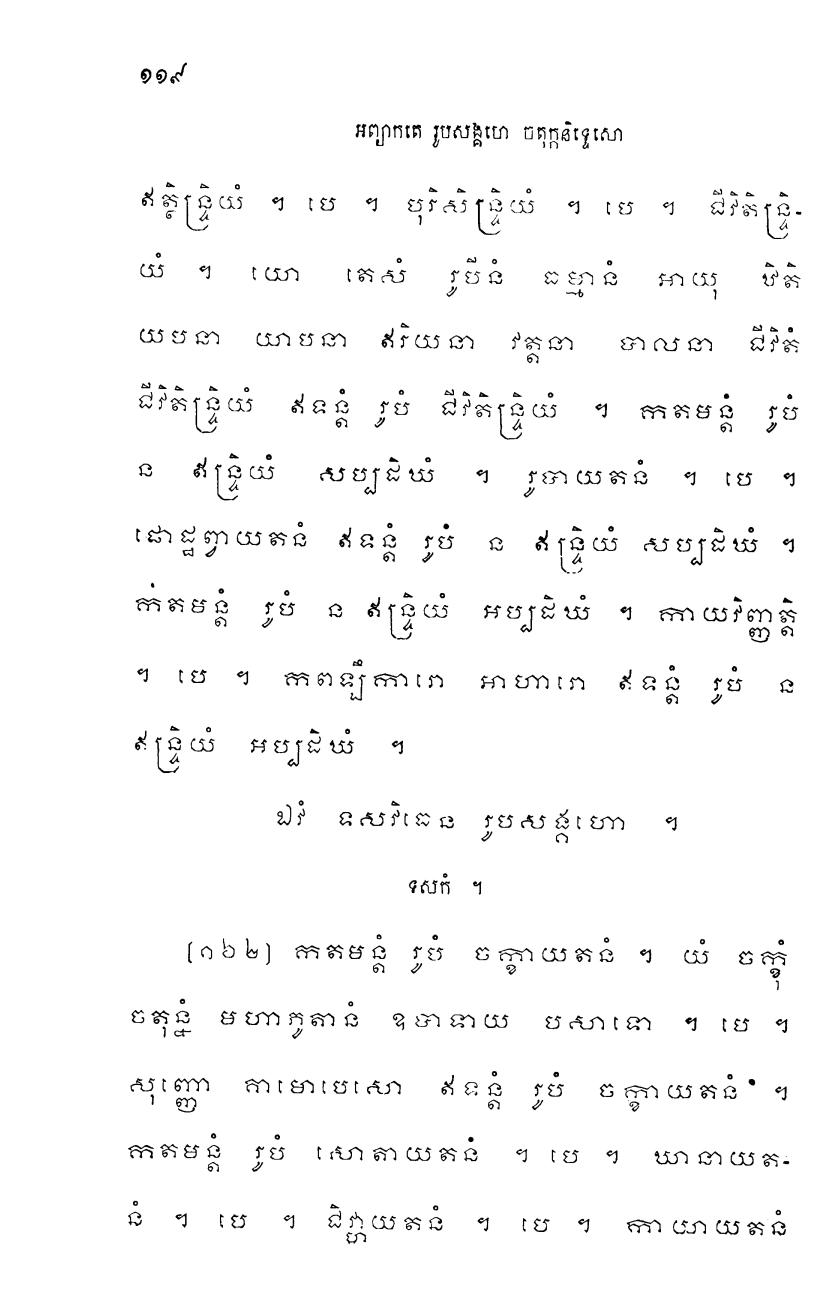 ១១៩
អព្យាកតេ រូបសង្គហេ ចតុក្កនិទ្ទេសោ
ឥត្ថិន្ទ្រិយំ ។ បេ ។ បុរិសិន្ទ្រិយំ ។ បេ ។ ជីវិតិន្ទ្រិ-
យំ ។ យោ តេសំ រូបីនំ ធម្មានំ អាយុ ឋិតិ
យបនា យាបនា ឥរិយនា វត្តនា បាលនា ជីវិតំ
ជីវិតិន្ទ្រិយំ ឥទន្តំ រូបំ ជីវិតិន្ទ្រិយំ ។ កតមន្តំ រូបំ
ន ឥន្ទ្រិយំ សប្បដិឃំ ។ រូបាយតនំ ។ បេ ។
ផោដ្ឋព្វាយតនំ ឥទន្តំ រូបំ ន ឥន្ទ្រិយំ សប្បដិឃំ ។
កតមន្តំ រូបំ ន ឥន្ទ្រិយំ អប្បដិឃំ ។ កាយវិញ្ញត្តិ
។ បេ ។ កពឡឹការោ អាហារោ ឥទន្តំ រូបំ ន
ឥន្ទ្រិយំ អប្បដិឃំ ។
ឯវំ ទសវិធេន រូបសង្គហោ ។
ទសកំ ។
[១៦២] កតមន្តំ រូបំ ចក្ខាយតនំ ។ យំ ចក្ខុំ
ចតុន្នំ មហាភូតានំ ឧបាទាយ បសាទោ ។ បេ ។
សុញ្ញោ គាមោបេសោ ឥទន្តំ រូបំ ចក្ខាយតនំ ។
កតមន្តំ រូបំ សោតាយតនំ ។ បេ ។ ឃានាយត-
នំ ។ បេ ។ ជិវ្ហាយតនំ ។ បេ ។ កាយាយតនំ